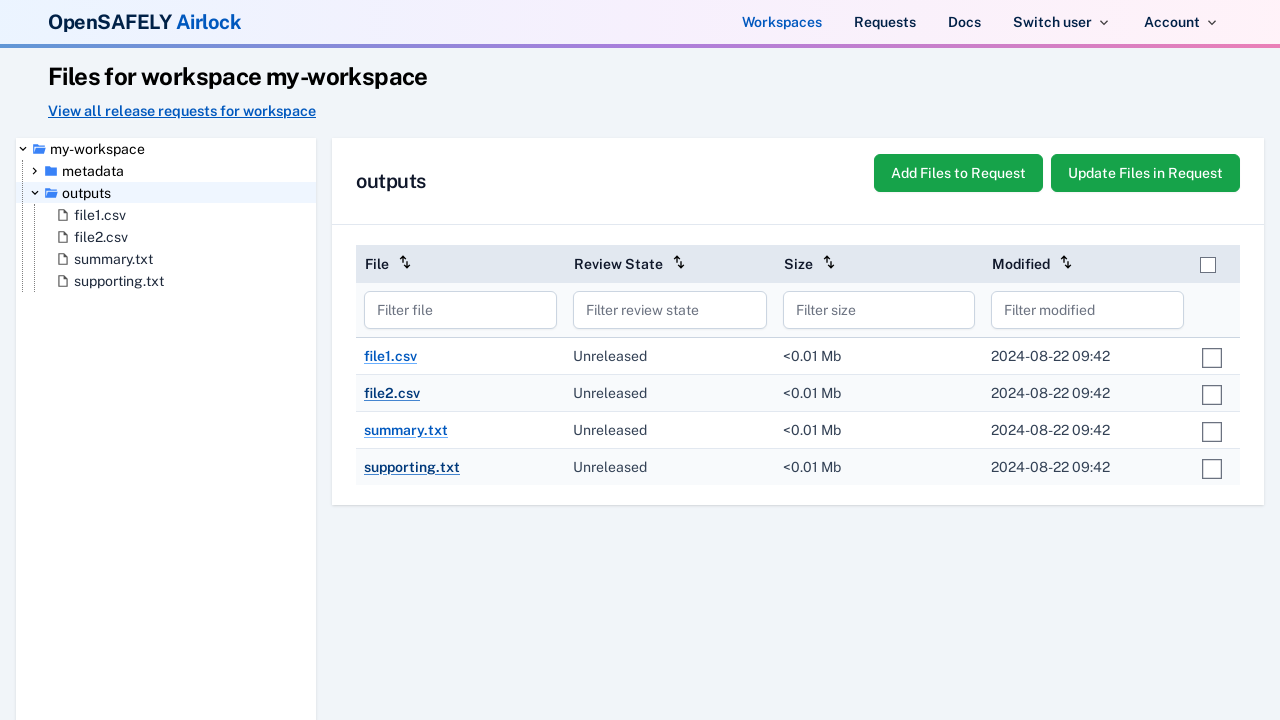 OpenSAFELY Airlock
Workspaces
Requests
Docs
Switch user
Account
Files for workspace my-workspace
View all release requests for workspace
my-workspace
metadata
outputs
file1.csv
file2.csv
summary.txt
supporting.txt
outputs
Add Files to Request
Update Files in Request
File Review State Size Modified
Filter file Filter review state Filter size Filter modified
file1.csv Unreleased <0.01 Mb 2024-08-22 09:42
file2.csv Unreleased <0.01 Mb 2024-08-22 09:42
summary.txt Unreleased <0.01 Mb 2024-08-22 09:42
supporting.txt Unreleased <0.01 Mb 2024-08-22 09:42